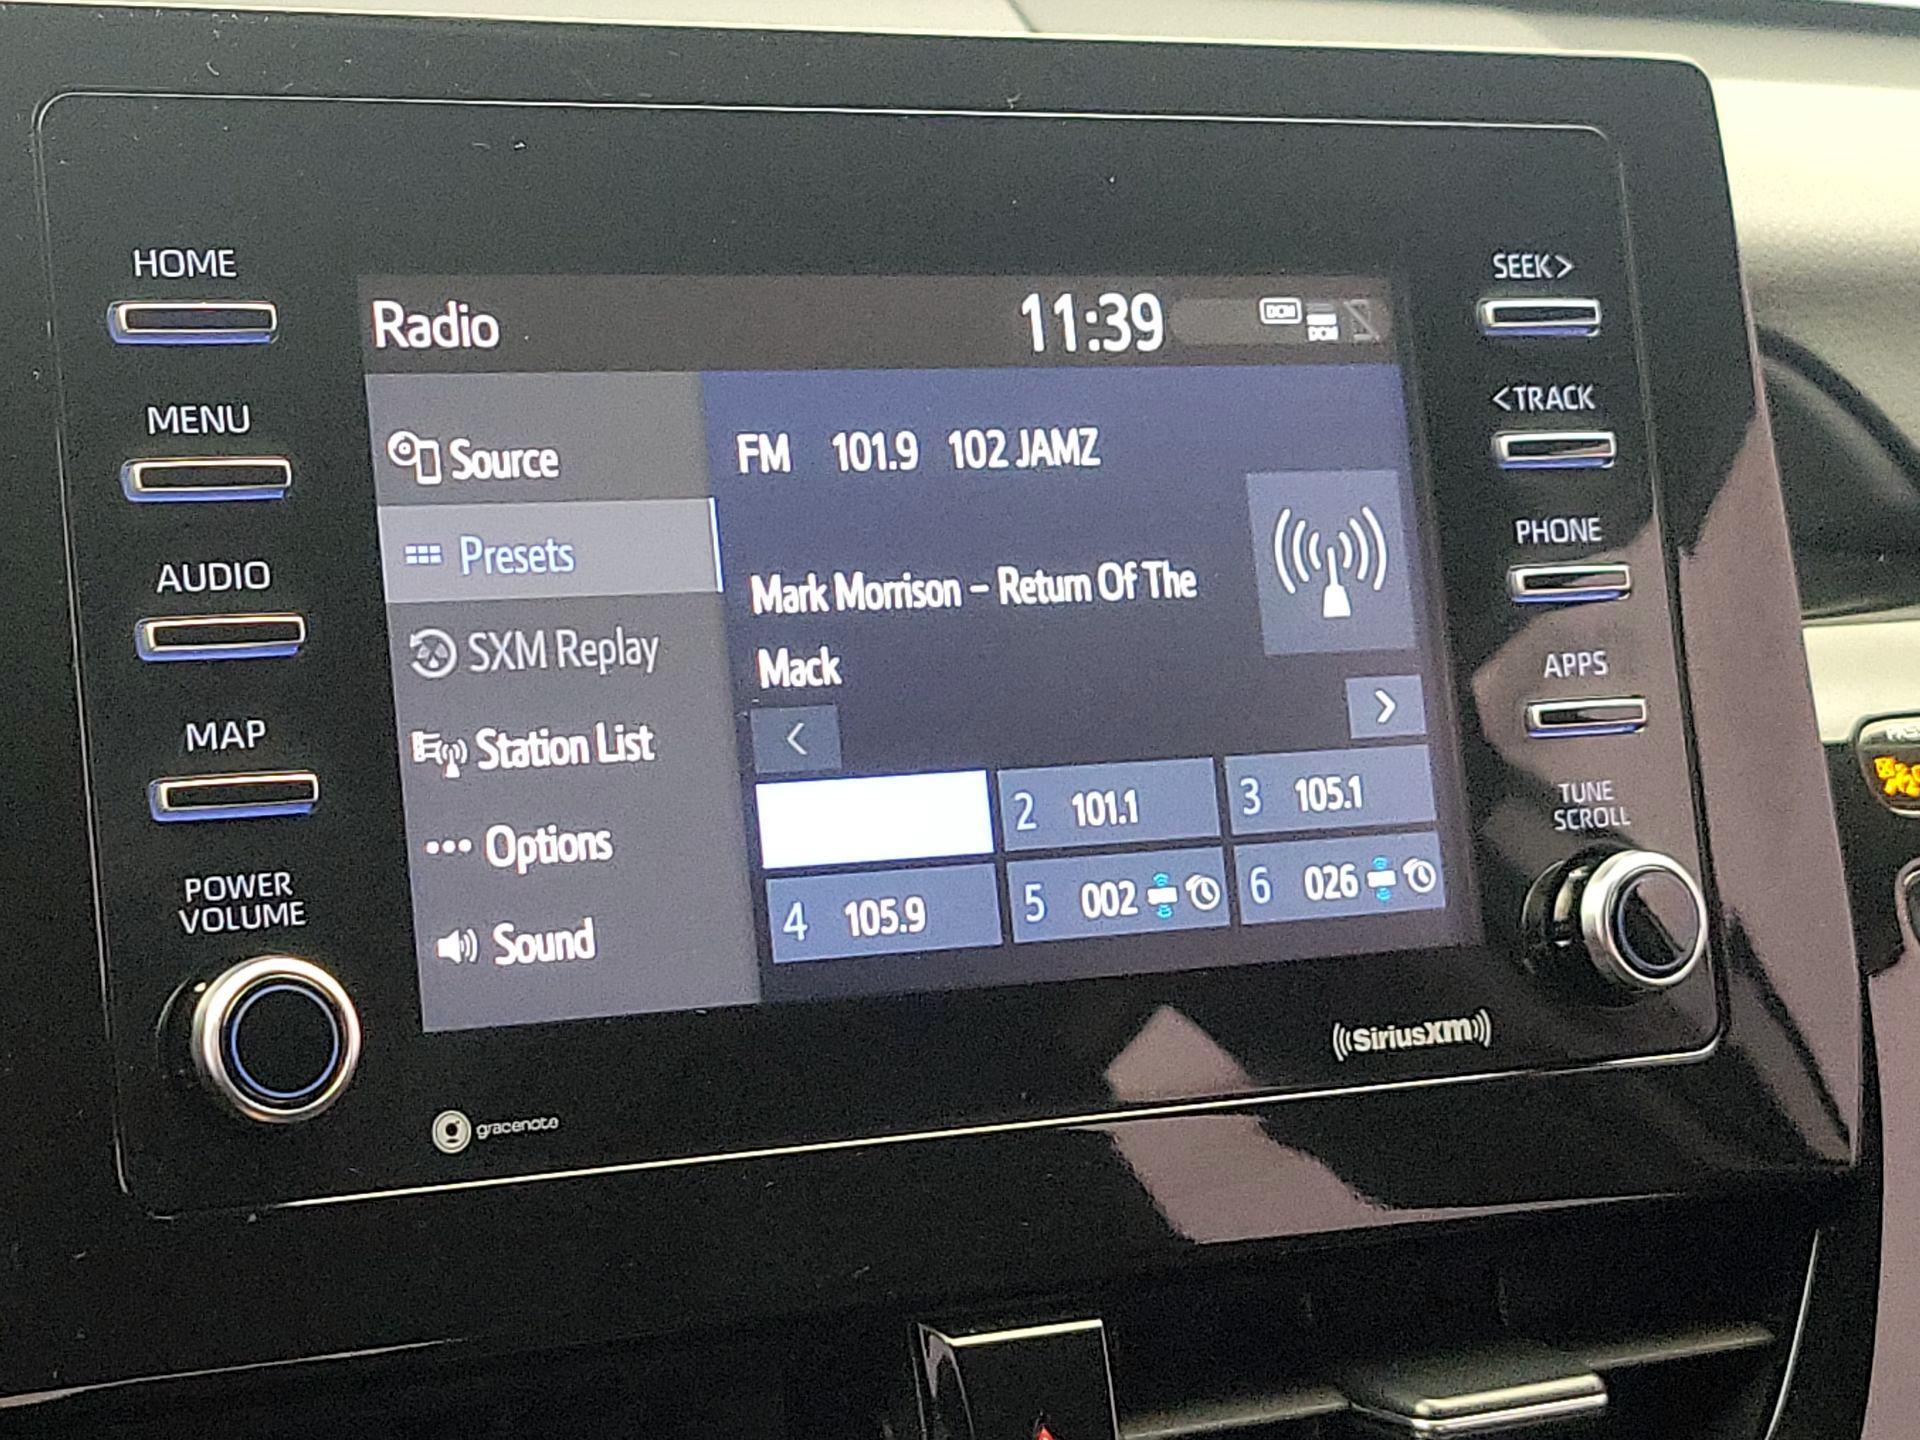 HOME
MENU
AUDIO
MAP
POWER
VOLUME
Radio
11:39
DCM
DCM
Source
Presets
SXM Replay
Station List
Options
Sound
FM 101.9 102 JAMZ
Mark Morrison – Return Of The
Mack
<
>
2 101.1
3 105.1
4 105.9
5 002
6 026
SEEK>
<TRACK
PHONE
APPS
TUNE
SCROLL
gracenote
((SiriusXM))